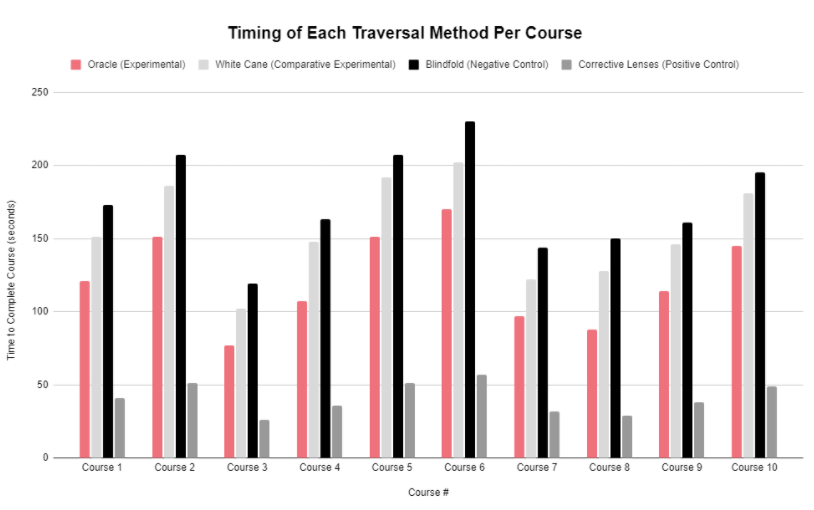 Timing of Each Traversal Method Per Course
Oracle (Experimental) White Cane (Comparative Experimental) Blindfold (Negative Control) Corrective Lenses (Positive Control)
Time to Complete Course (seconds)
250
200
150
100
50
0
Course 1 Course 2 Course 3 Course 4 Course 5 Course 6 Course 7 Course 8 Course 9 Course 10
Course #